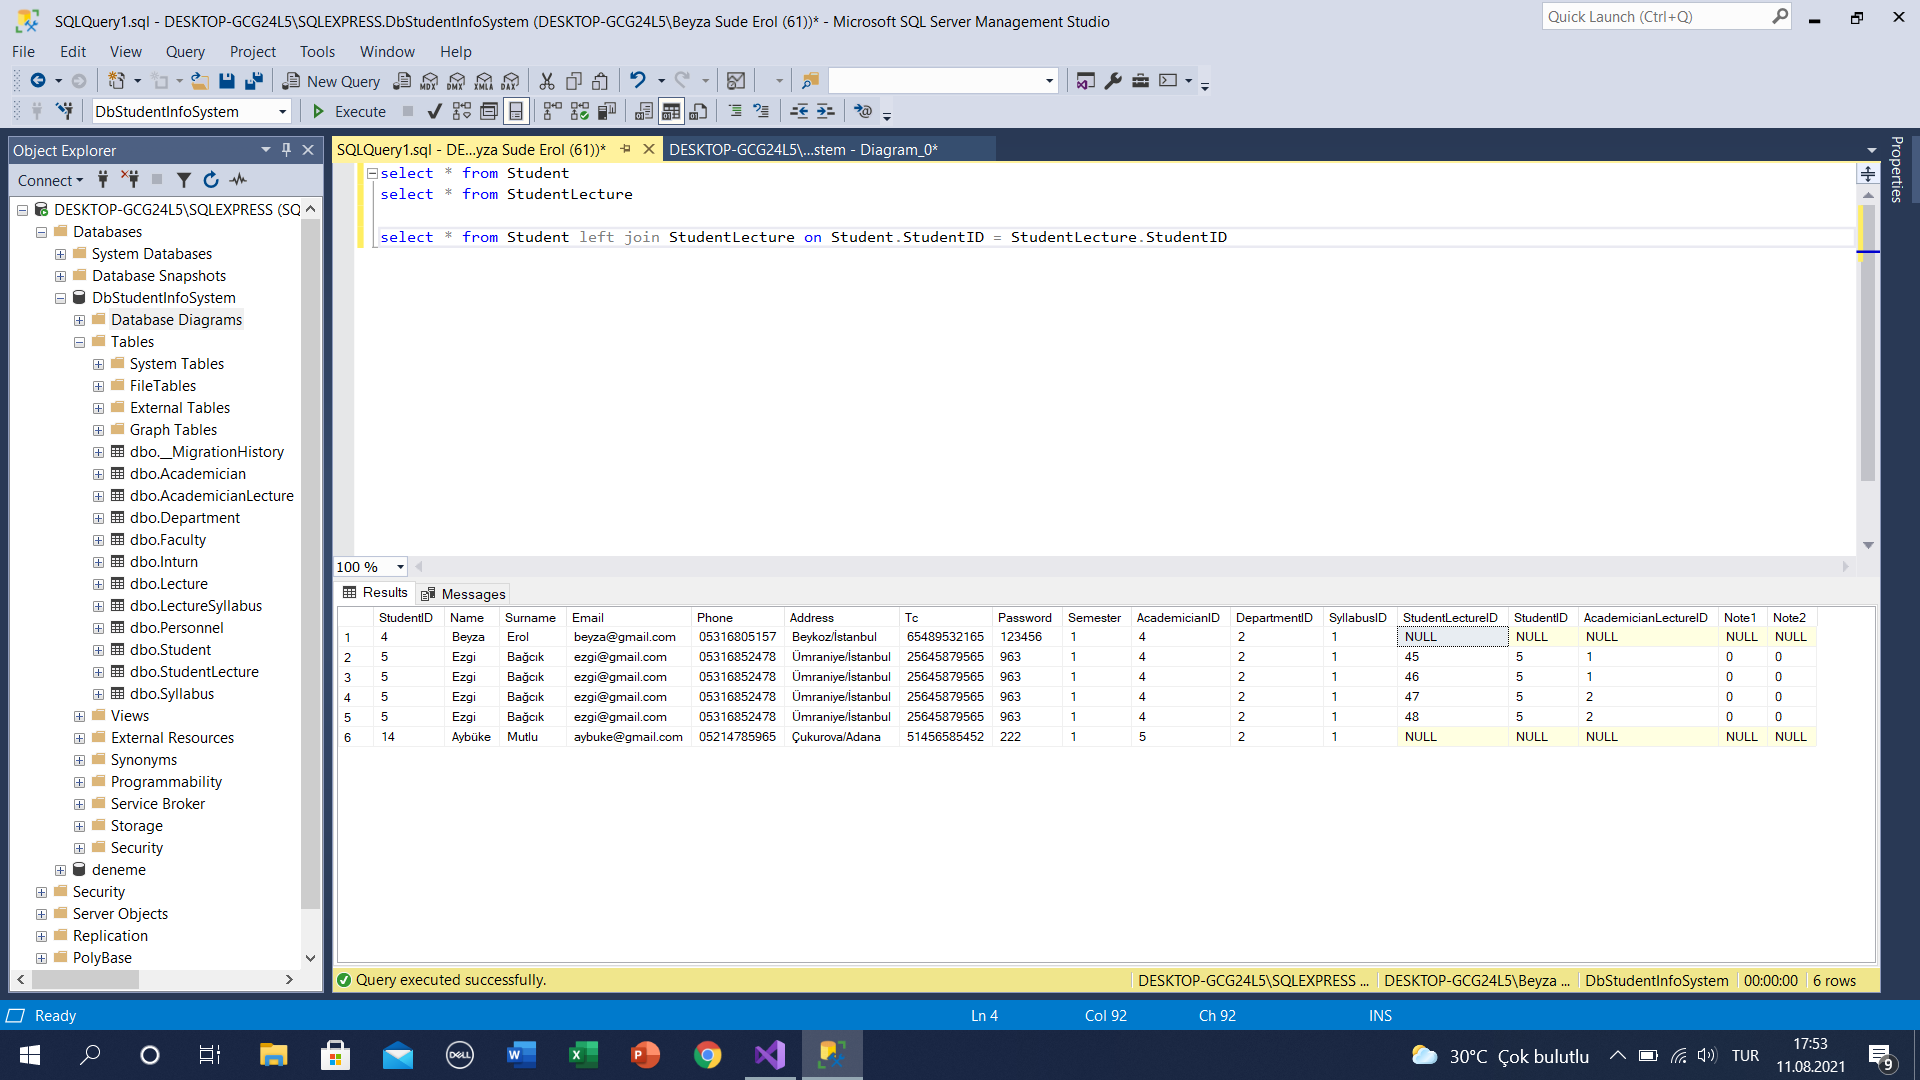 SQLQuery1.sql - DESKTOP-GCG24L5\SQLEXPRESS.DbStudentInfoSystem (DESKTOP-GCG24L5\Beyza Sude Erol (61))* - Microsoft SQL Server Management Studio
Quick Launch (Ctrl+Q)
File Edit View Query Project Tools Window Help
New Query MDX DMX XMLA DAX
DbStudentInfoSystem Execute
Object Explorer
Connect
DESKTOP-GCG24L5\SQLEXPRESS (SQ
Databases
System Databases
Database Snapshots
DbStudentInfoSystem
Database Diagrams
Tables
System Tables
FileTables
External Tables
Graph Tables
dbo.__MigrationHistory
dbo.Academician
dbo.AcademicianLecture
dbo.Department
dbo.Faculty
dbo.Inturn
dbo.Lecture
dbo.LectureSyllabus
dbo.Personnel
dbo.Student
dbo.StudentLecture
dbo.Syllabus
Views
External Resources
Synonyms
Programmability
Service Broker
Storage
Security
deneme
Security
Server Objects
Replication
PolyBase
SQLQuery1.sql - DE...yza Sude Erol (61))* DESKTOP-GCG24L5\...stem - Diagram_0*
Properties
select * from Student
select * from StudentLecture
select * from Student left join StudentLecture on Student.StudentID = StudentLecture.StudentID
100 %
Results Messages
StudentID Name Surname Email Phone Address Tc Password Semester AcademicianID DepartmentID SyllabusID StudentLectureID StudentID AcademicianLectureID Note1 Note2
1 4 Beyza Erol beyza@gmail.com 05316805157 Beykoz/İstanbul 65489532165 123456 1 4 2 1 NULL NULL NULL NULL NULL
2 5 Ezgi Bağcık ezgi@gmail.com 05316852478 Ümraniye/İstanbul 25645879565 963 1 4 2 1 45 5 1 0 0
3 5 Ezgi Bağcık ezgi@gmail.com 05316852478 Ümraniye/İstanbul 25645879565 963 1 4 2 1 46 5 1 0 0
4 5 Ezgi Bağcık ezgi@gmail.com 05316852478 Ümraniye/İstanbul 25645879565 963 1 4 2 1 47 5 2 0 0
5 5 Ezgi Bağcık ezgi@gmail.com 05316852478 Ümraniye/İstanbul 25645879565 963 1 4 2 1 48 5 2 0 0
6 14 Aybüke Mutlu aybuke@gmail.com 05214785965 Çukurova/Adana 51456585452 222 1 5 2 1 NULL NULL NULL NULL NULL
Query executed successfully. DESKTOP-GCG24L5\SQLEXPRESS ... DESKTOP-GCG24L5\Beyza ... DbStudentInfoSystem 00:00:00 6 rows
Ready Ln 4 Col 92 Ch 92 INS
DELL
30°C Çok bulutlu TUR 17:53
11.08.2021
9